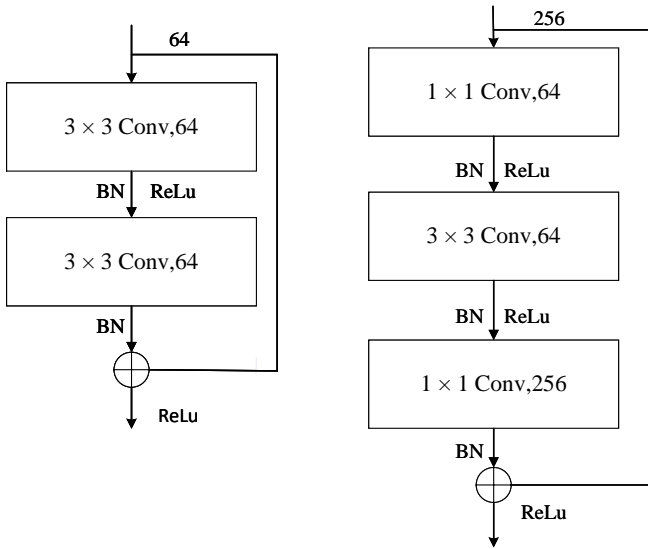 64
3 × 3 Conv,64
BN ReLu
3 × 3 Conv,64
BN
ReLu
256
1 × 1 Conv,64
BN ReLu
3 × 3 Conv,64
BN ReLu
1 × 1 Conv,256
BN
ReLu